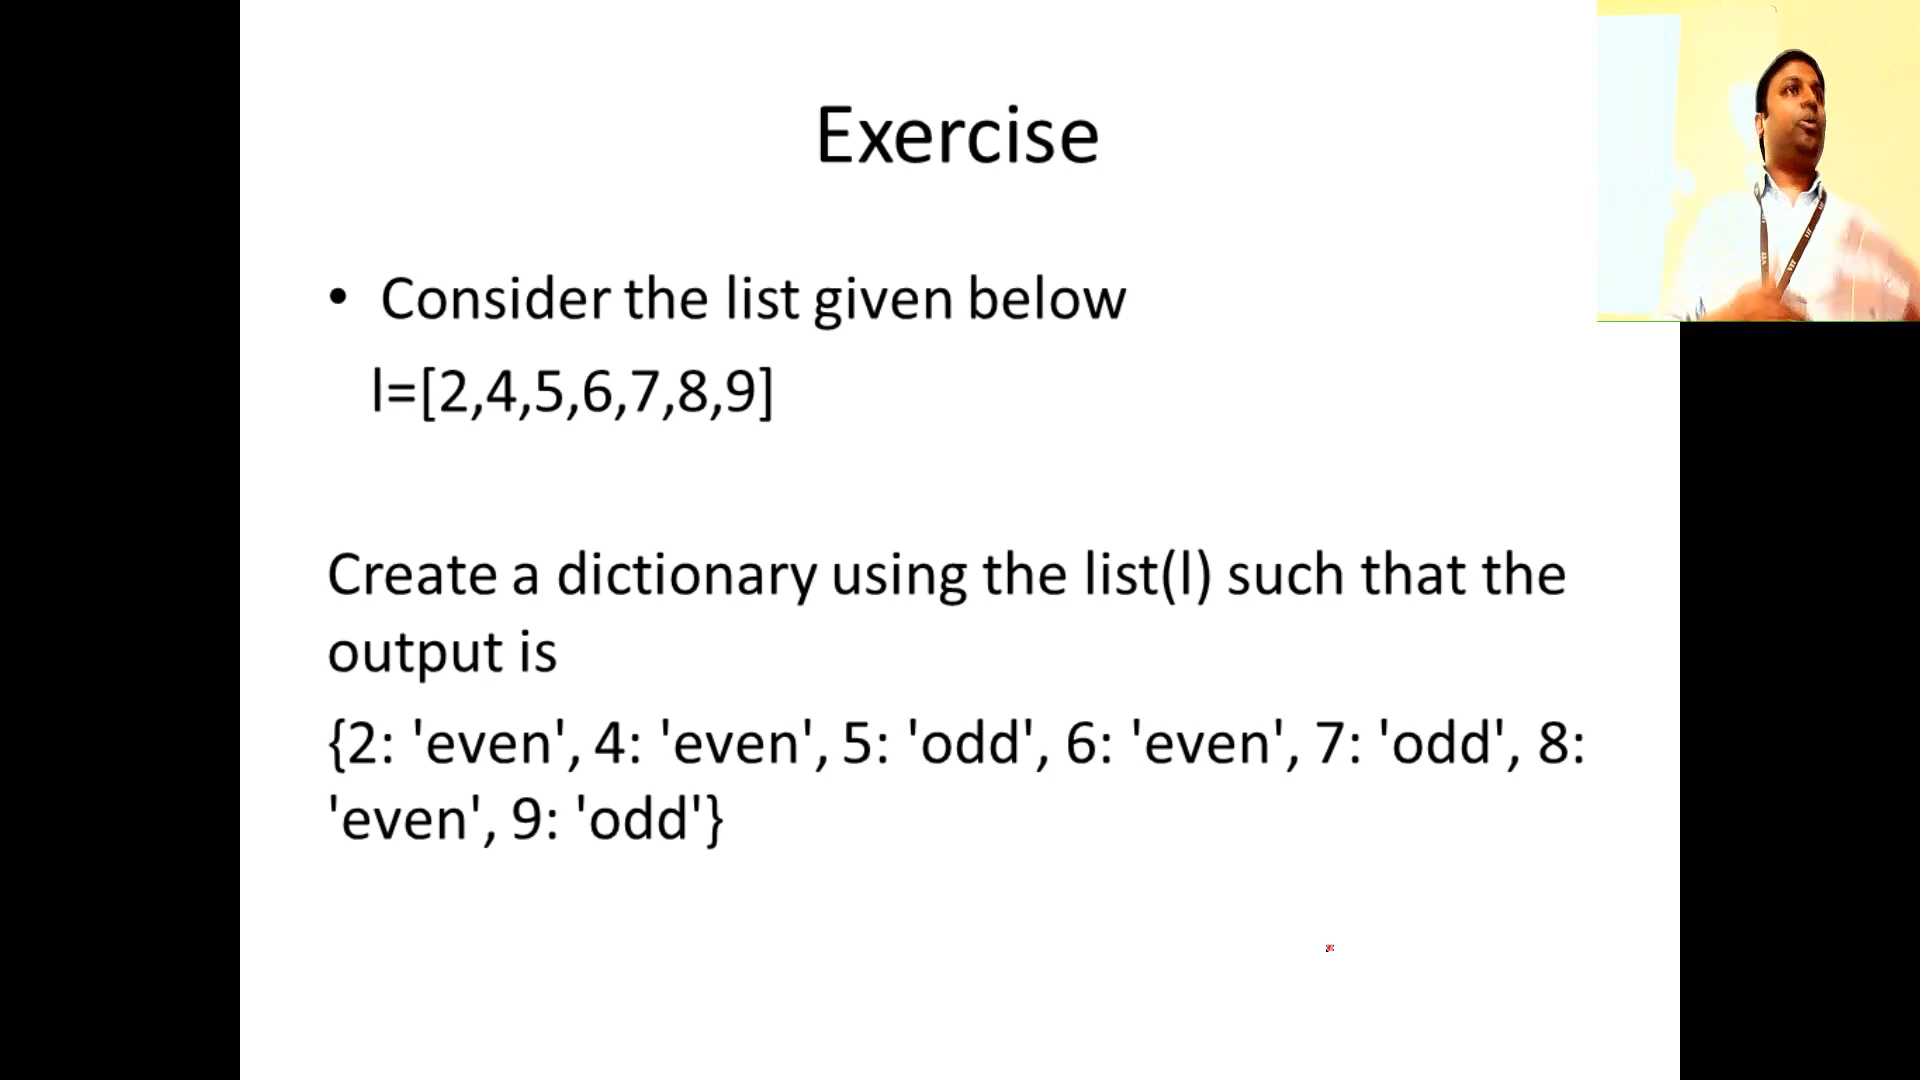 Exercise
• Consider the list given below
l=[2,4,5,6,7,8,9]
Create a dictionary using the list(l) such that the
output is
{2: 'even', 4: 'even', 5: 'odd', 6: 'even', 7: 'odd', 8:
'even', 9: 'odd'}